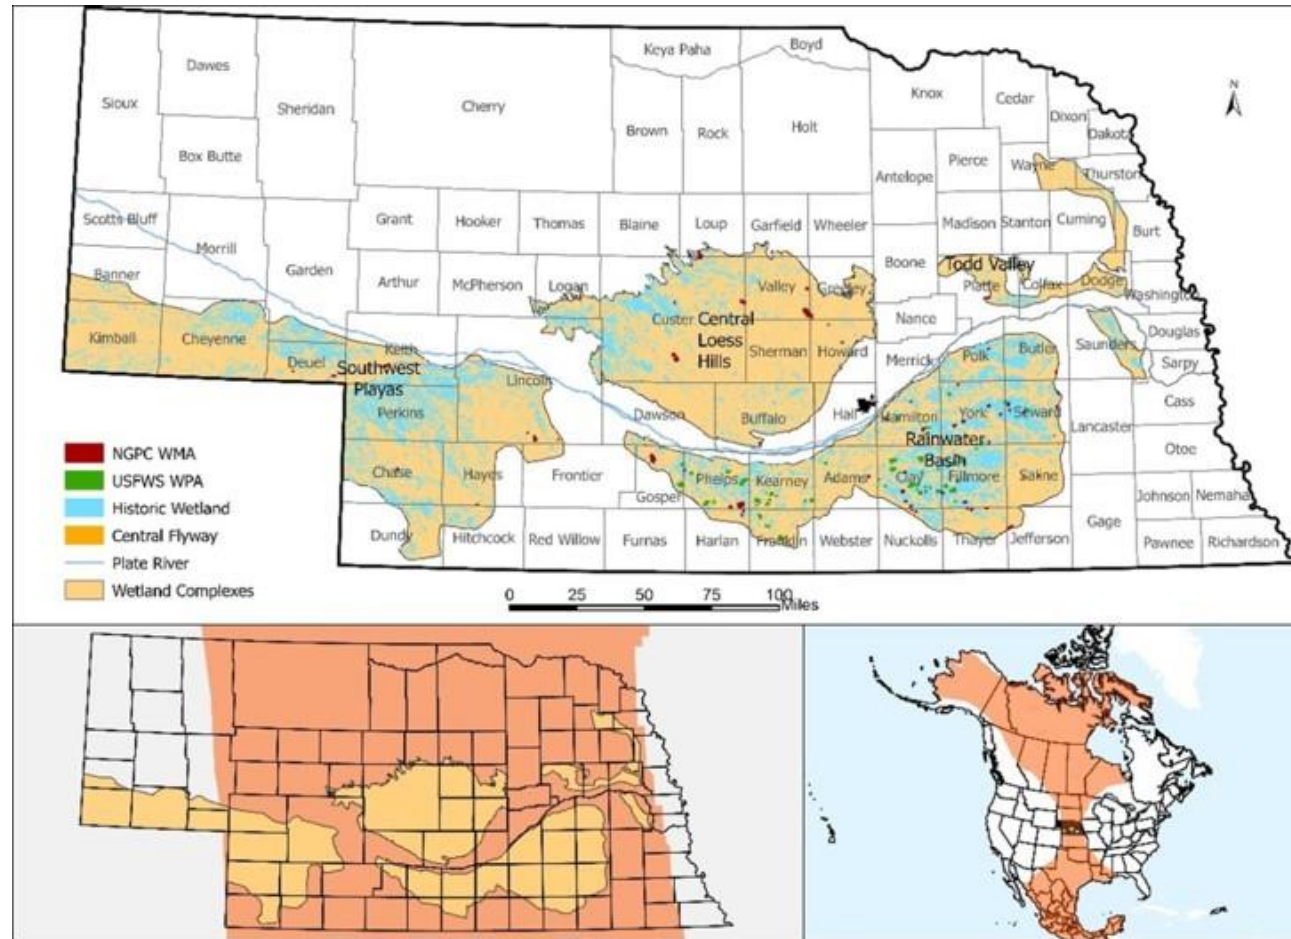 Keya Paha
Boyd
Dawes
Sioux
Sheridan
Cherry
Knox
Cedar
N
Dixon
Dakota
Brown
Rock
Holt
Box Butte
Pierce
Wayne
Thurston
Antelope
Scotts Bluff
Morrill
Garden
Grant
Hooker
Thomas
Blaine
Loup
Garfield
Wheeler
Madison
Stanton
Cuming
Burt
Banner
Arthur
McPherson
Logan
Valley
Greeley
Boone
Todd Valley
Platte
Colfax
Dodge
Washington
Kimball
Cheyenne
Deuel
Keith
Lincoln
Custer
Central
Loess
Hills
Sherman
Howard
Nance
Merrick
Polk
Butler
Saunders
Douglas
Sarpy
Southwest
Playas
Perkins
Dawson
Buffalo
Hall
Hamilton
York
Seward
Lancaster
Cass
Otoe
Rainwater
Basin
Chase
Hayes
Frontier
Gosper
Phelps
Kearney
Adams
Clay
Fillmore
Sakne
Johnson
Nemaha
Dundy
Hitchcock
Red Willow
Furnas
Harlan
Franklin
Webster
Nuckolls
Thayer
Jefferson
Gage
Pawnee
Richardson
NGPC WMA
USFWS WPA
Historic Wetland
Central Flyway
Plate River
Wetland Complexes
0 25 50 75 100 Miles